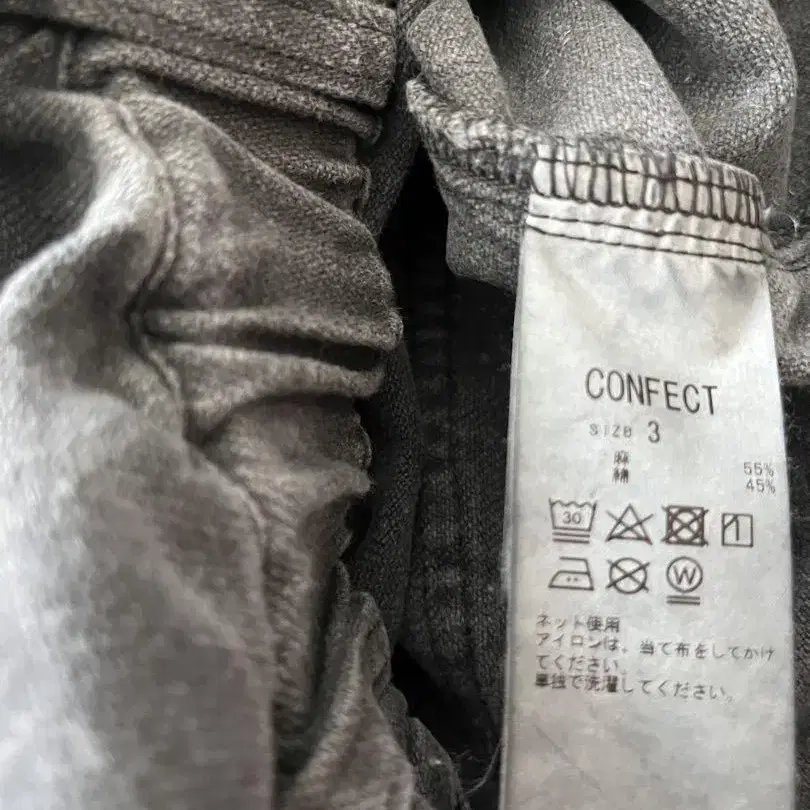 CONFECT
SIZE 3
麻 55%
綿 45%
30
W
ネット使用
アイロンは、当て布をしてかけ
てください。
単独で洗濯してください。